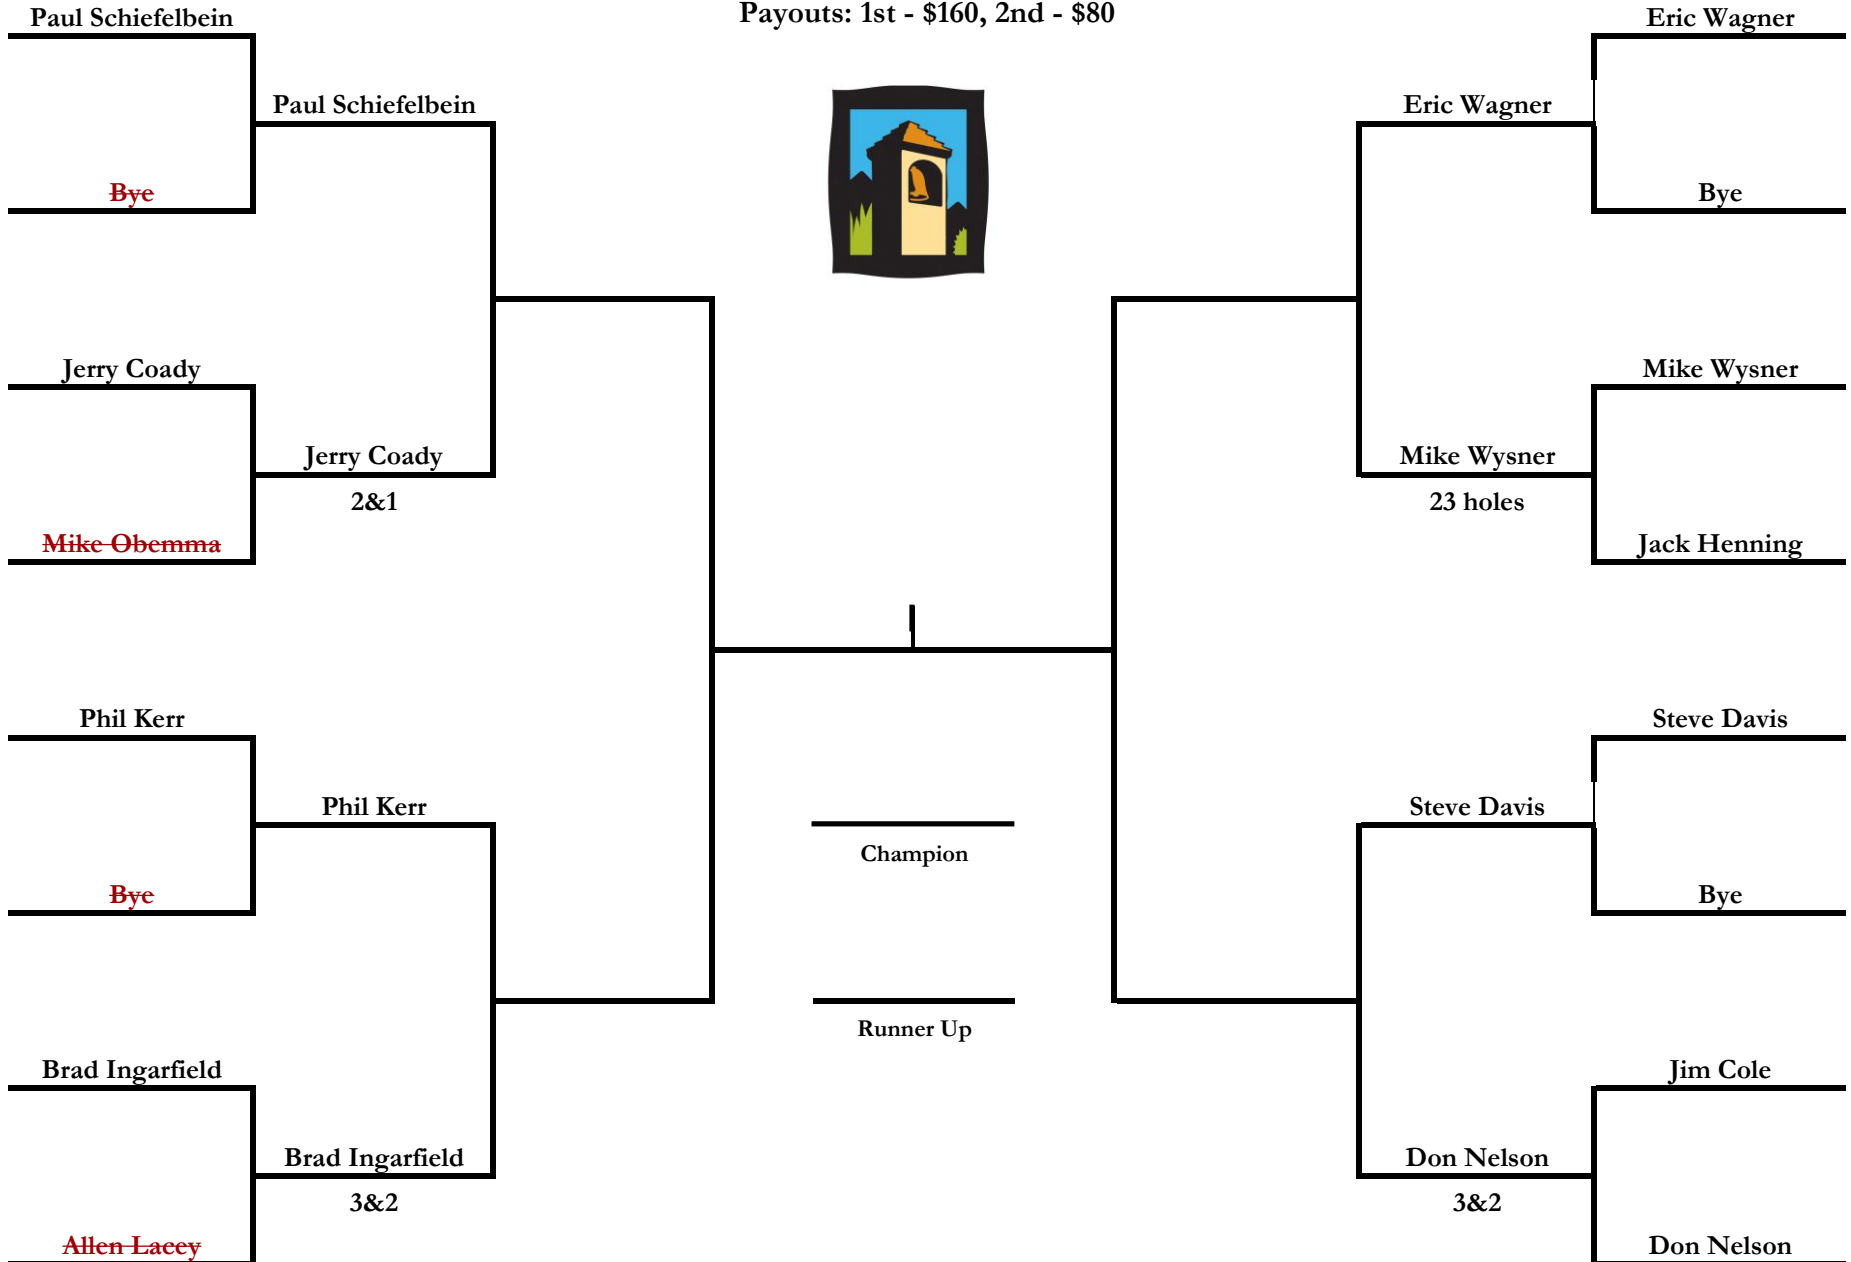 Payouts: 1st - $160, 2nd - $80
Paul Schiefelbein
Paul Schiefelbein
Bye
Jerry Coady
Jerry Coady
2&1
Mike Obemma
Phil Kerr
Phil Kerr
Bye
Brad Ingarfield
Brad Ingarfield
3&2
Allen Lacey
Champion
Runner Up
Eric Wagner
Eric Wagner
Bye
Mike Wysner
Mike Wysner
23 holes
Jack Henning
Steve Davis
Steve Davis
Bye
Jim Cole
Don Nelson
3&2
Don Nelson